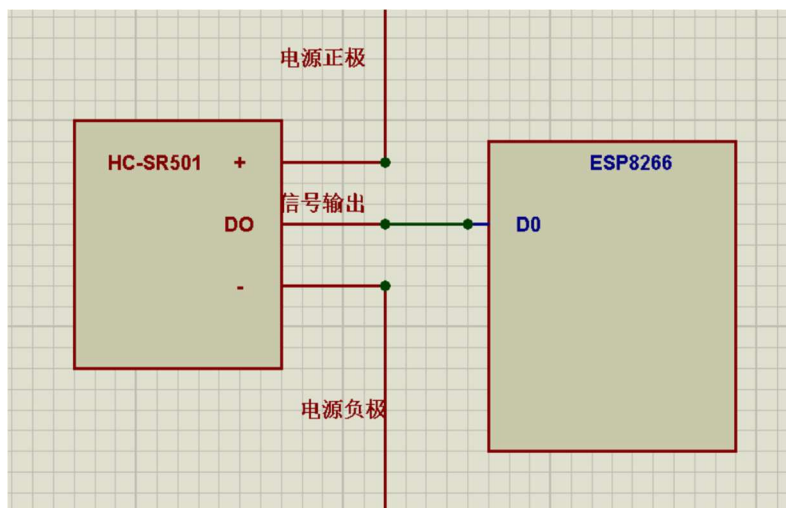 电源正极
HC-SR501 +
ESP8266
信号输出
DO
D0
-
电源负极